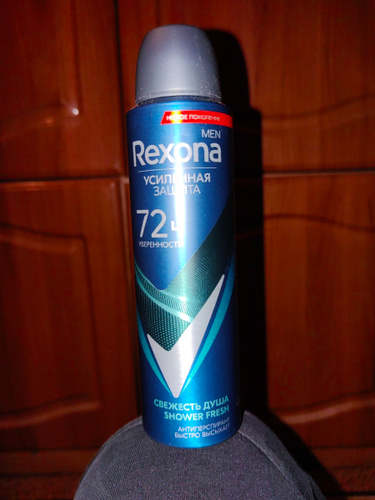 НОВОЕ ПОКОЛЕНИЕ
MEN
Rexona
УСИЛЕННАЯ
ЗАЩИТА
72ч
УВЕРЕННОСТИ
СВЕЖЕСТЬ ДУША
SHOWER FRESH
АНТИПЕРСПИРАНТ
БЫСТРО ВЫСЫХАЕТ